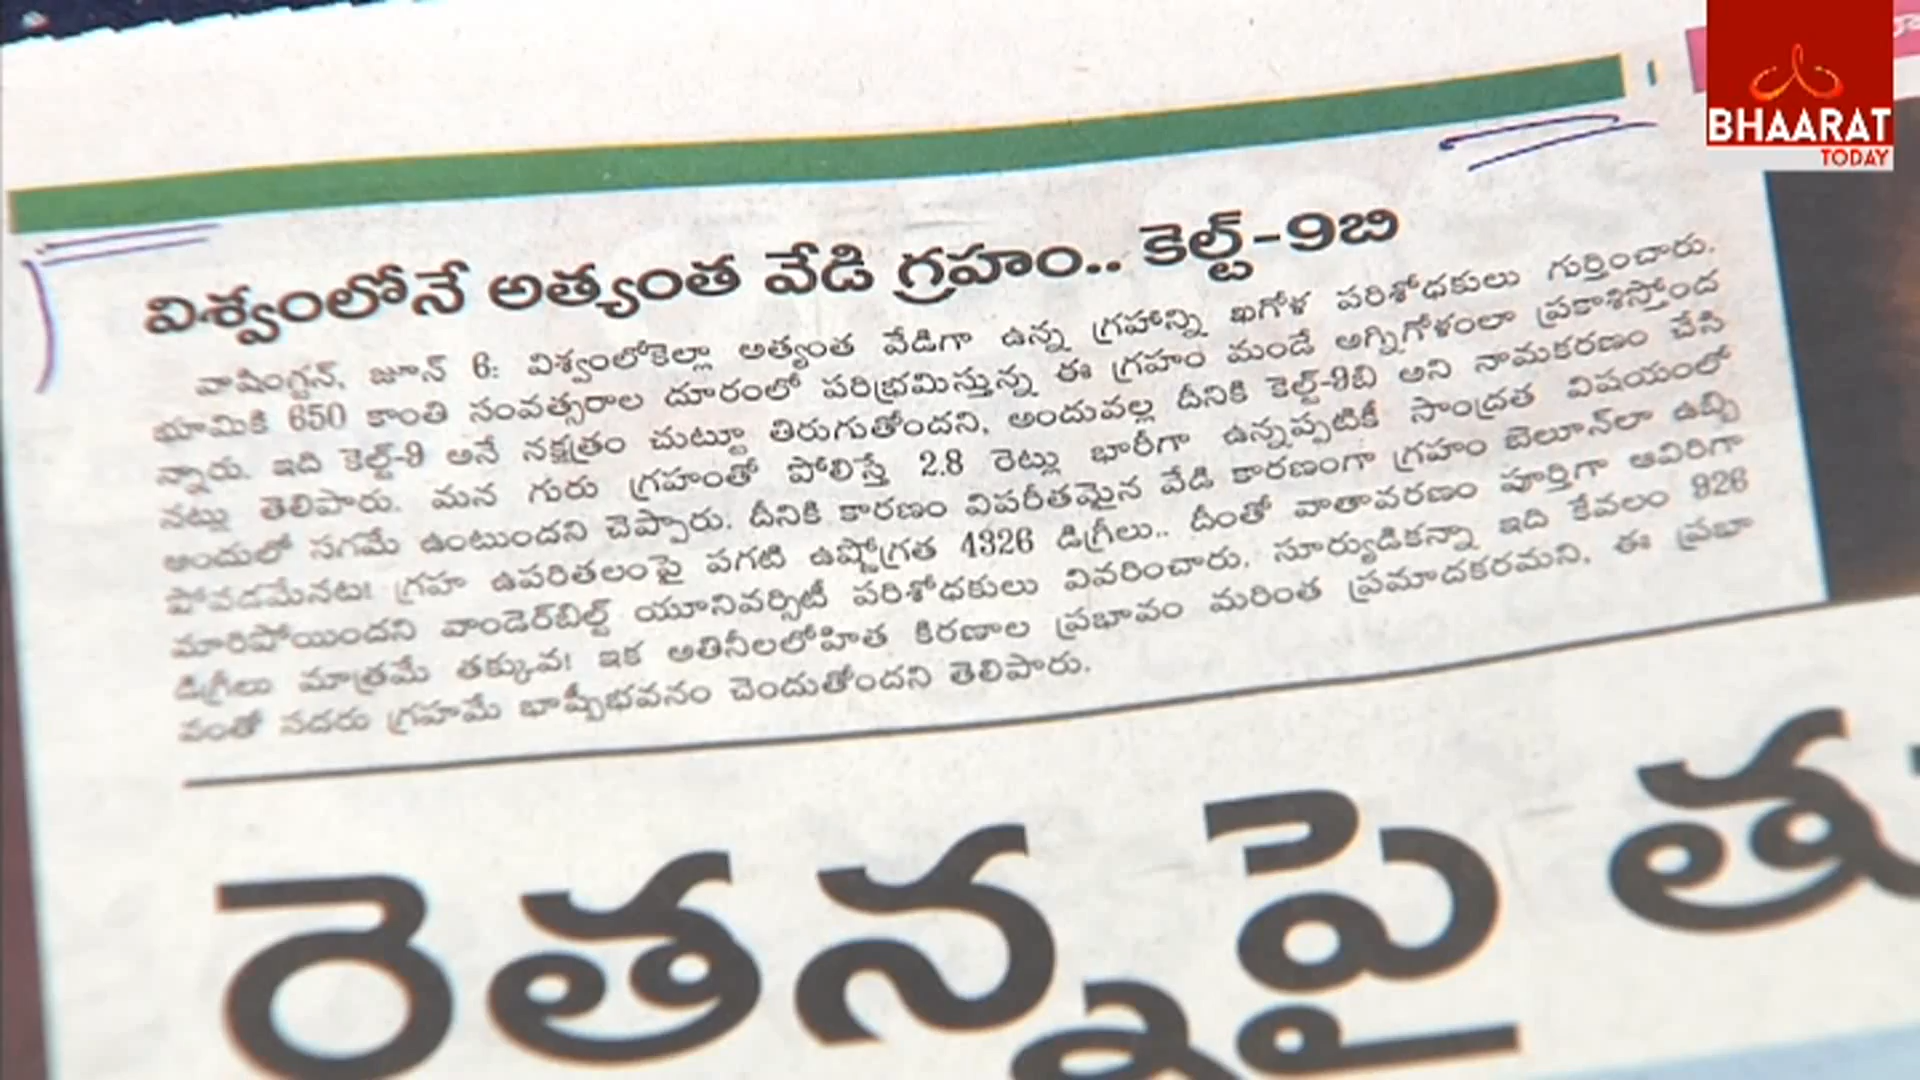 BHAARAT
TODAY
విశ్వంలోనే అత్యంత వేడి గ్రహం.. కెల్ట్-9బి
వాషింగ్టన్, జూన్ 6: విశ్వంలోకెల్లా అత్యంత వేడిగా ఉన్న గ్రహాన్ని ఖగోళ పరిశోధకులు గుర్తించారు.
భూమికి 650 కాంతి సంవత్సరాల దూరంలో పరిభ్రమిస్తున్న ఈ గ్రహం మండే అగ్నిగోళంలా ప్రకాశిస్తోంద
న్నారు. ఇది కెల్ట్-9 అనే నక్షత్రం చుట్టూ తిరుగుతోందని, అందువల్ల దీనికి కెల్ట్-9బి అని నామకరణం చేసి
నట్లు తెలిపారు. మన గురు గ్రహంతో పోలిస్తే 2.8 రెట్లు భారీగా ఉన్నప్పటికీ సాంద్రత విషయంలో
అందులో సగమే ఉంటుందని చెప్పారు. దీనికి కారణం విపరీతమైన వేడి కారణంగా గ్రహం బెలూన్‌లా ఉబ్బి
పోవడమేనట! గ్రహ ఉపరితలంపై పగటి ఉష్ణోగ్రత 4326 డిగ్రీలు.. దీంతో వాతావరణం పూర్తిగా ఆవిరిగా
మారిపోయిందని వాండెర్‌బిల్ట్ యూనివర్సిటీ పరిశోధకులు వివరించారు. సూర్యుడికన్నా ఇది కేవలం 926
డిగ్రీలు మాత్రమే తక్కువ! ఇక అతినీలలోహిత కిరణాల ప్రభావం మరింత ప్రమాదకరమని, ఈ ప్రభా
వంతో సదరు గ్రహమే భాష్పీభవనం చెందుతోందని తెలిపారు.
రైతన్నపై